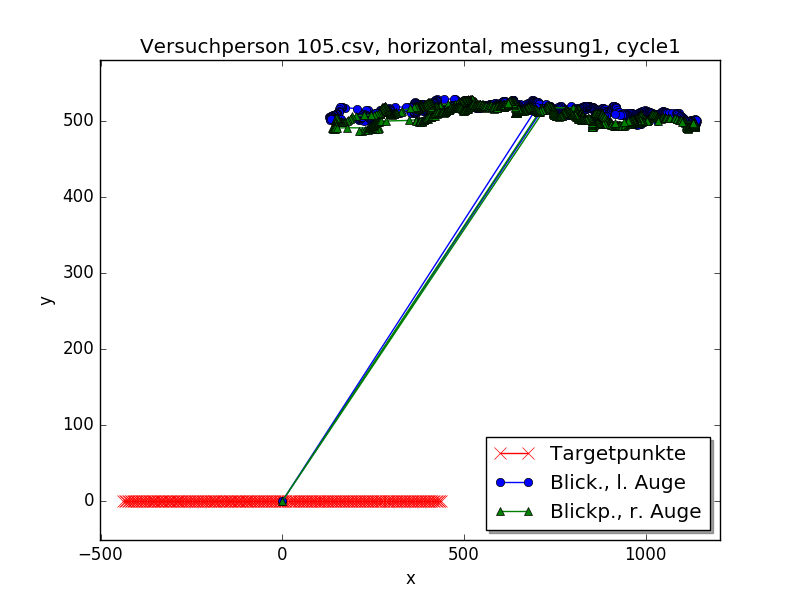 Versuchperson 105.csv, horizontal, messung1, cycle1
y
500
400
300
200
100
0
−500
0
500
1000
x
Targetpunkte
Blick., l. Auge
Blickp., r. Auge